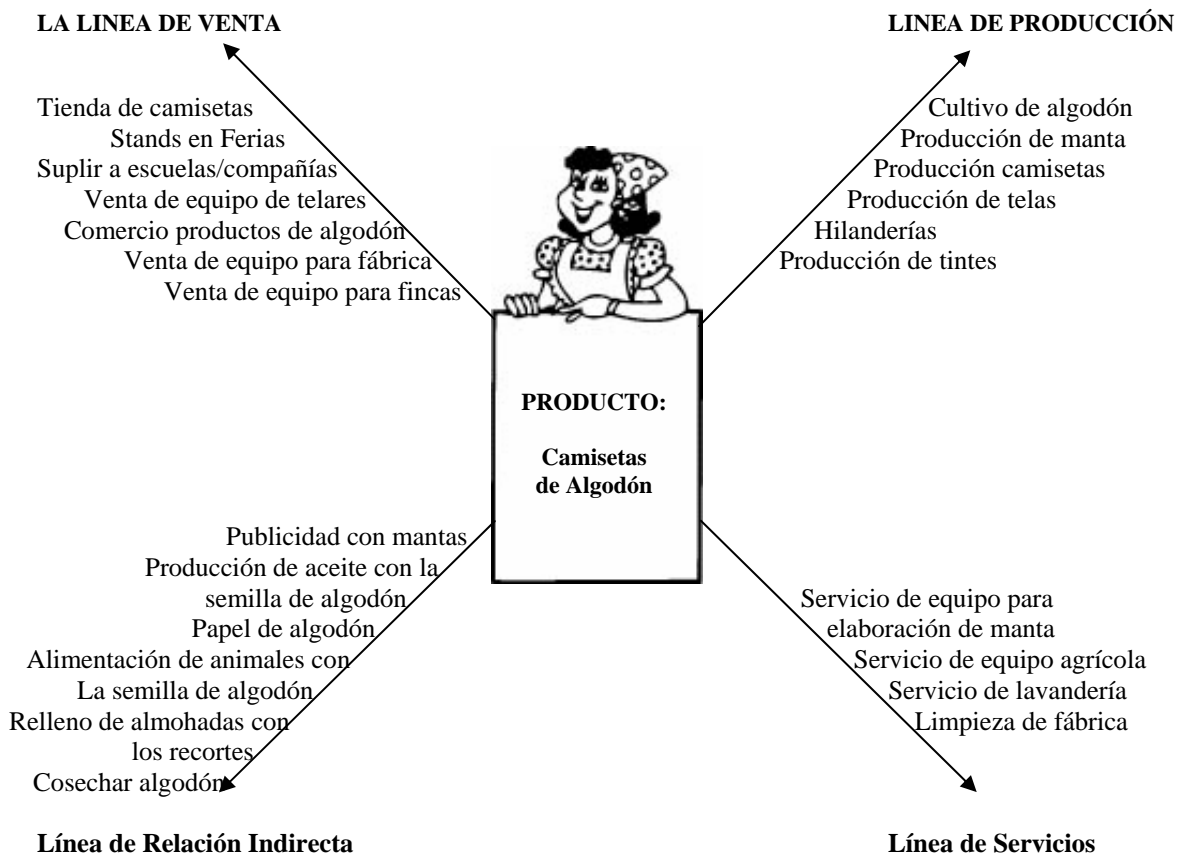 LA LINEA DE VENTA
Tienda de camisetas
Stands en Ferias
Suplir a escuelas/compañías
Venta de equipo de telares
Comercio productos de algodón
Venta de equipo para fábrica
Venta de equipo para fincas
LINEA DE PRODUCCIÓN
Cultivo de algodón
Producción de manta
Producción camisetas
Producción de telas
Hilanderías
Producción de tintes
PRODUCTO:
Camisetas
de Algodón
Publicidad con mantas
Producción de aceite con la
semilla de algodón
Papel de algodón
Alimentación de animales con
La semilla de algodón
Relleno de almohadas con
los recortes
Cosechar algodón
Línea de Relación Indirecta
Servicio de equipo para
elaboración de manta
Servicio de equipo agrícola
Servicio de lavandería
Limpieza de fábrica
Línea de Servicios